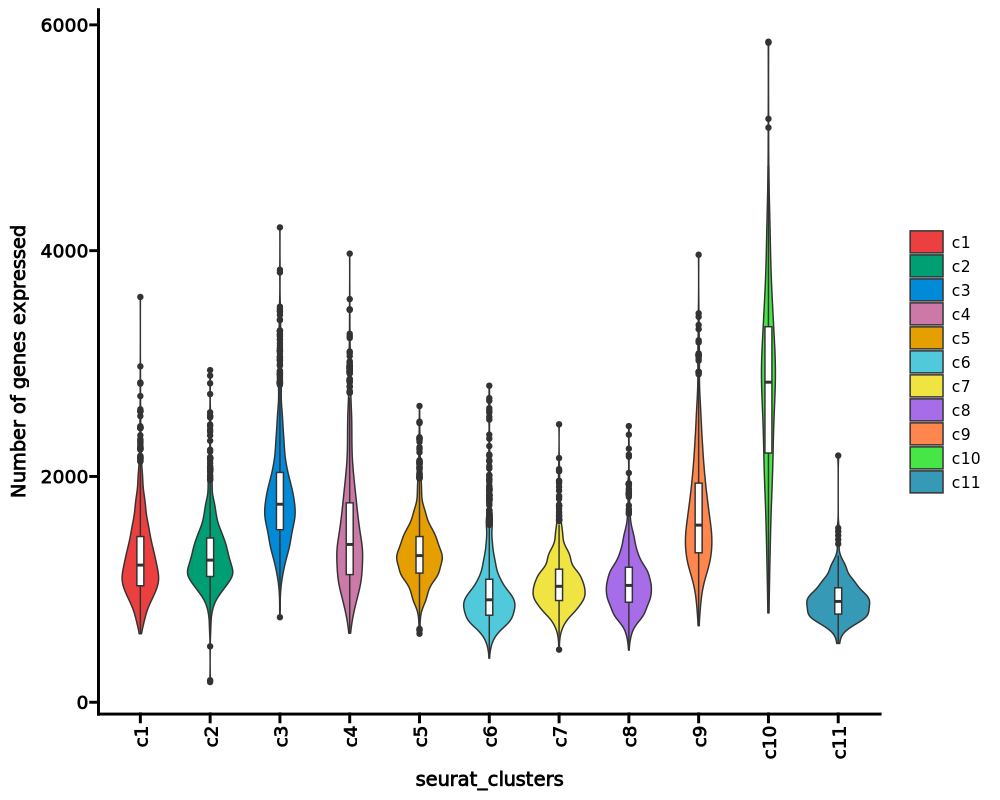 Number of genes expressed
6000
4000
2000
0
c1
c2
c3
c4
c5
c6
c7
c8
c9
c10
c11
seurat_clusters
c1
c2
c3
c4
c5
c6
c7
c8
c9
c10
c11